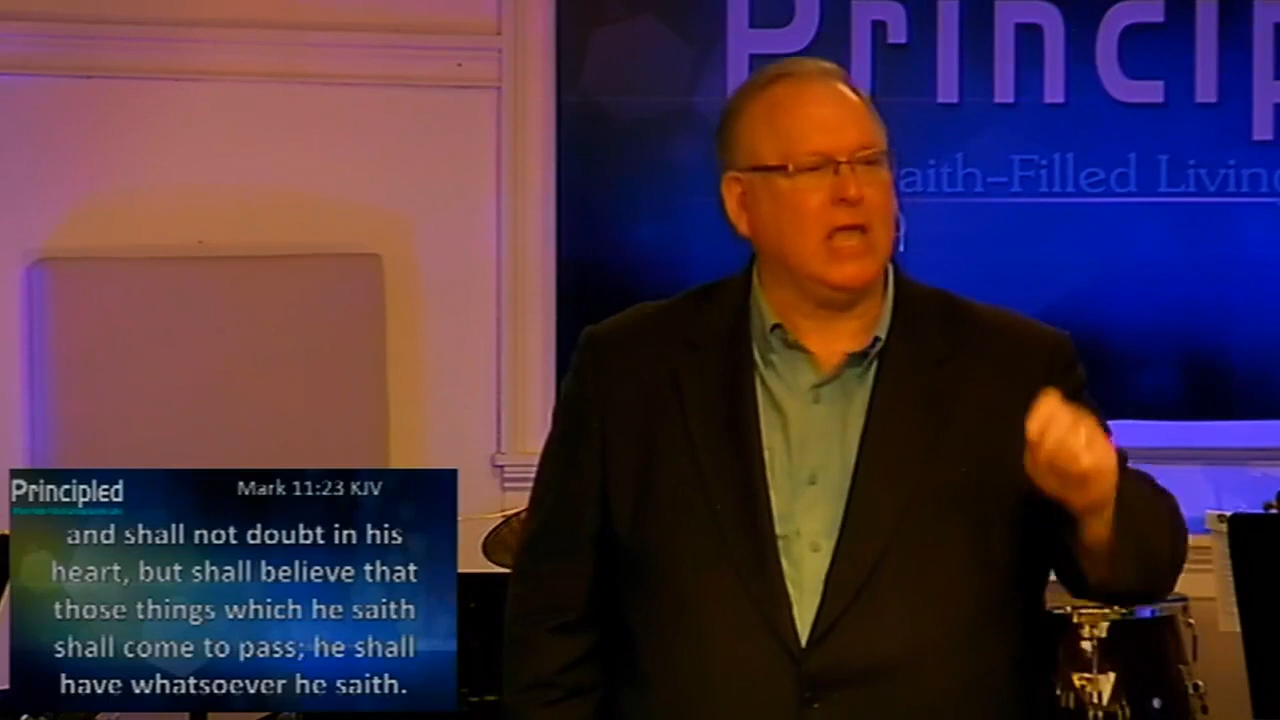 Princip
aith-Filled Living
Principled
Mark 11:23 KJV
and shall not doubt in his
heart, but shall believe that
those things which he saith
shall come to pass; he shall
have whatsoever he saith.